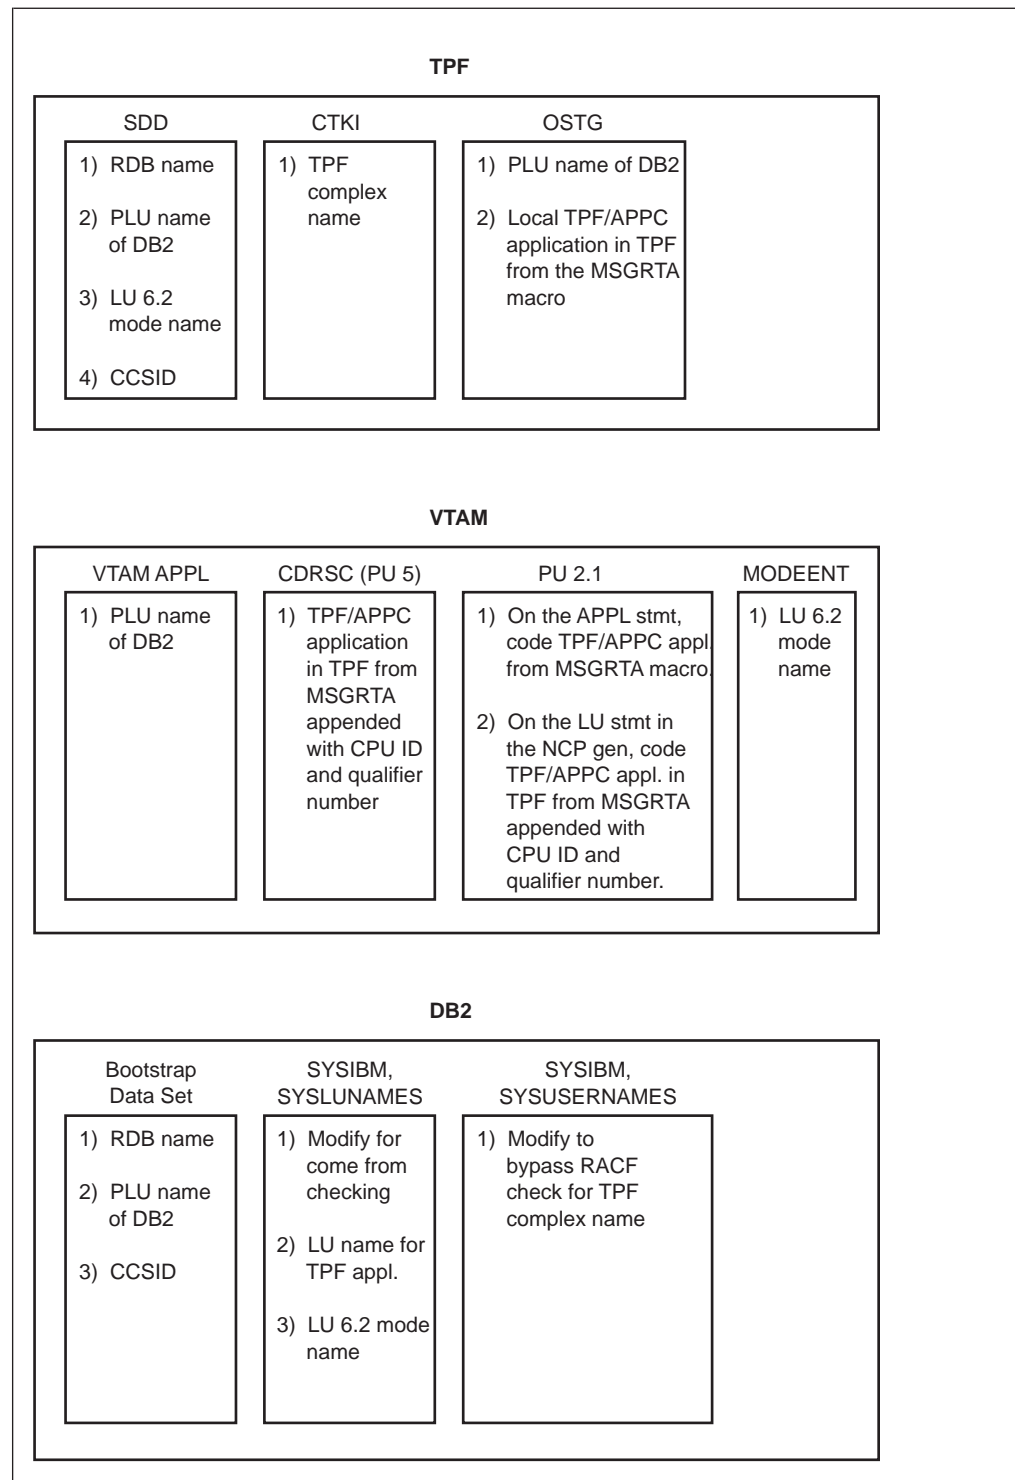 TPF
SDD
1) RDB name
2) PLU name
of DB2
3) LU 6.2
mode name
4) CCSID
CTKI
1) TPF
complex
name
OSTG
1) PLU name of DB2
2) Local TPF/APPC
application in TPF
from the MSGRTA
macro
VTAM
VTAM APPL
1) PLU name
of DB2
CDRSC (PU 5)
1) TPF/APPC
application
in TPF from
MSGRTA
appended
with CPU ID
and qualifier
number
PU 2.1
1) On the APPL stmt,
code TPF/APPC appl.
from MSGRTA macro.
2) On the LU stmt in
the NCP gen, code
TPF/APPC appl. in
TPF from MSGRTA
appended with
CPU ID and
qualifier number.
MODEENT
1) LU 6.2
mode
name
DB2
Bootstrap
Data Set
1) RDB name
2) PLU name
of DB2
3) CCSID
SYSIBM,
SYSLUNAMES
1) Modify for
come from
checking
2) LU name for
TPF appl.
3) LU 6.2 mode
name
SYSIBM,
SYSUSERNAMES
1) Modify to
bypass RACF
check for TPF
complex name